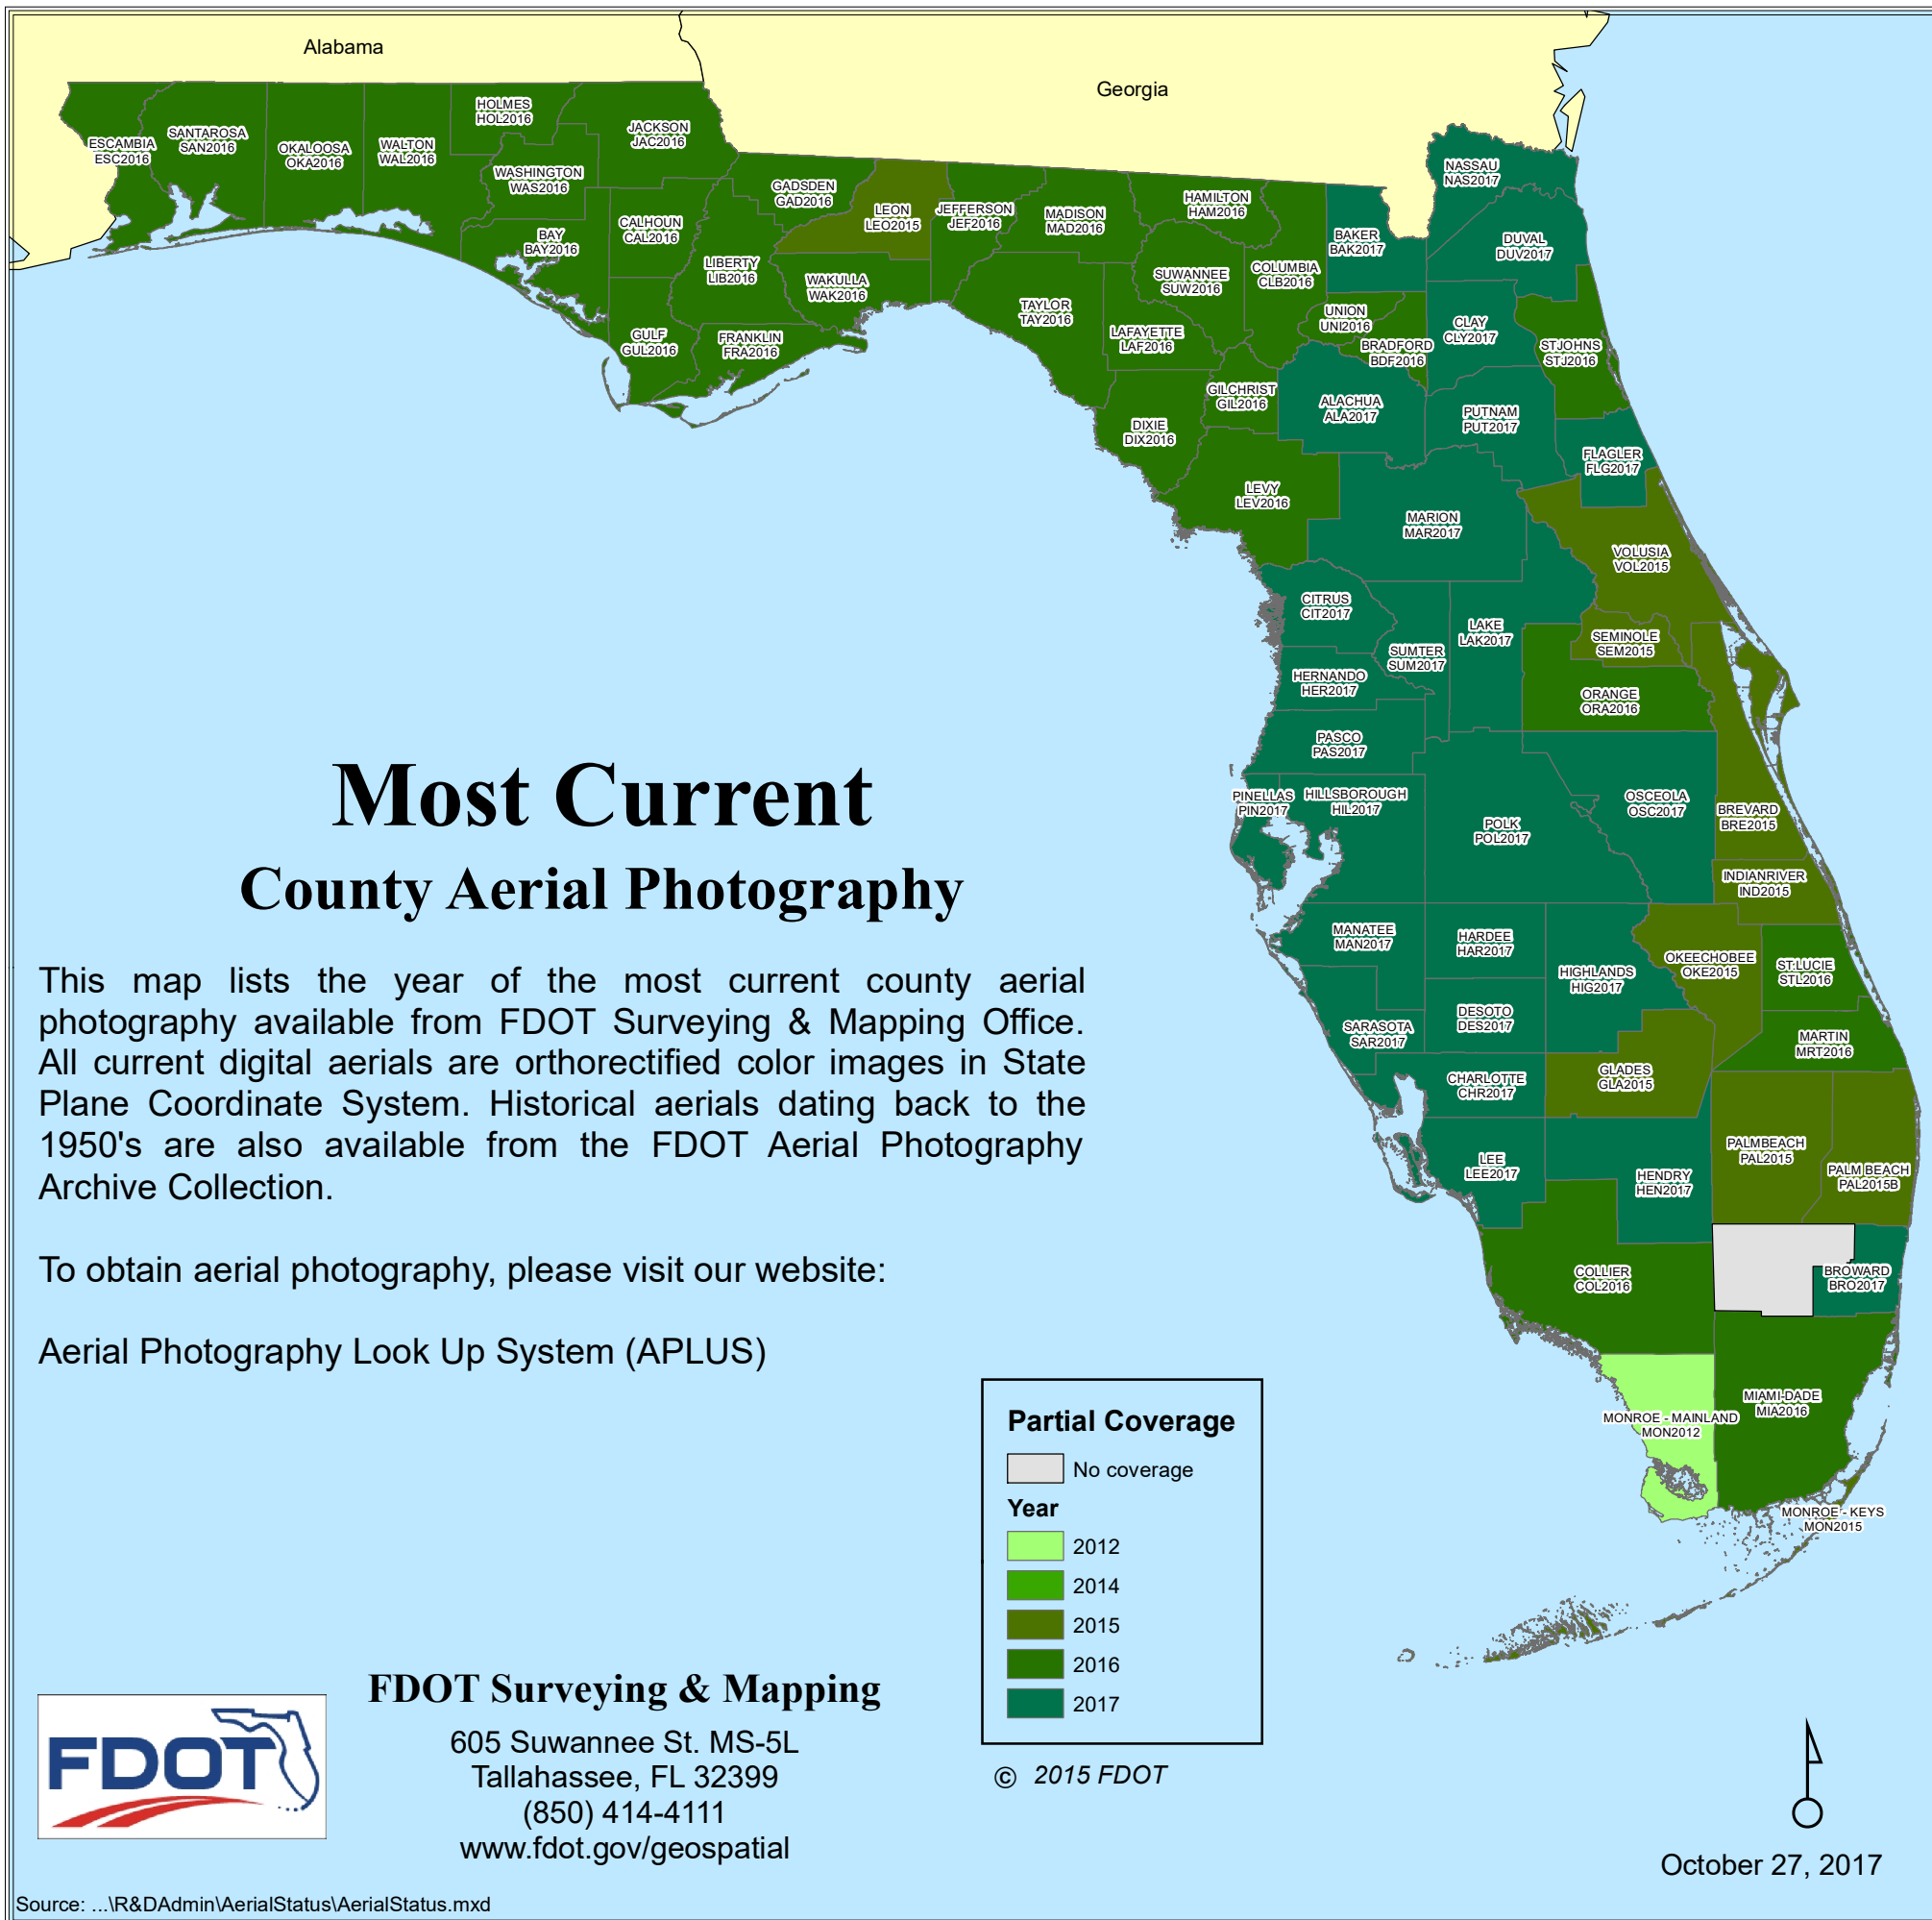 Alabama
Georgia
ESCAMBIA
ESC2016
SANTAROSA
SAN2016
OKALOOSA
OKA2016
WALTON
WAL2016
HOLMES
HOL2016
WASHINGTON
WAS2016
JACKSON
JAC2016
BAY
BAY2016
CALHOUN
CAL2016
GULF
GUL2016
LIBERTY
LIB2016
FRANKLIN
FRA2016
GADSDEN
GAD2016
LEON
LEO2015
WAKULLA
WAK2016
JEFFERSON
JEF2016
MADISON
MAD2016
TAYLOR
TAY2016
HAMILTON
HAM2016
SUWANNEE
SUW2016
LAFAYETTE
LAF2016
DIXIE
DIX2016
COLUMBIA
CLB2016
GILCHRIST
GIL2016
LEVY
LEV2016
BAKER
BAK2017
UNION
UNI2016
BRADFORD
BDF2016
ALACHUA
ALA2017
NASSAU
NAS2017
DUVAL
DUV2017
CLAY
CLY2017
STJOHNS
STJ2016
PUTNAM
PUT2017
FLAGLER
FLG2017
MARION
MAR2017
VOLUSIA
VOL2015
CITRUS
CIT2017
SUMTER
SUM2017
LAKE
LAK2017
SEMINOLE
SEM2015
HERNANDO
HER2017
ORANGE
ORA2016
PASCO
PAS2017
PINELLAS
PIN2017
HILLSBOROUGH
HIL2017
POLK
POL2017
OSCEOLA
OSC2017
BREVARD
BRE2015
INDIANRIVER
IND2015
MANATEE
MAN2017
HARDEE
HAR2017
HIGHLANDS
HIG2017
OKEECHOBEE
OKE2015
ST.LUCIE
STL2016
SARASOTA
SAR2017
DESOTO
DES2017
MARTIN
MRT2016
CHARLOTTE
CHR2017
GLADES
GLA2015
LEE
LEE2017
HENDRY
HEN2017
PALMBEACH
PAL2015
PALM BEACH
PAL2015B
COLLIER
COL2016
BROWARD
BRO2017
MONROE - MAINLAND
MON2012
MIAMI-DADE
MIA2016
MONROE - KEYS
MON2015
Most Current
County Aerial Photography
This map lists the year of the most current county aerial
photography available from FDOT Surveying & Mapping Office.
All current digital aerials are orthorectified color images in State
Plane Coordinate System. Historical aerials dating back to the
1950's are also available from the FDOT Aerial Photography
Archive Collection.
To obtain aerial photography, please visit our website:
Aerial Photography Look Up System (APLUS)
Partial Coverage
No coverage
Year
2012
2014
2015
2016
2017
© 2015 FDOT
FDOT
FDOT Surveying & Mapping
605 Suwannee St. MS-5L
Tallahassee, FL 32399
(850) 414-4111
www.fdot.gov/geospatial
October 27, 2017
Source: ...\R&DAdmin\AerialStatus\AerialStatus.mxd